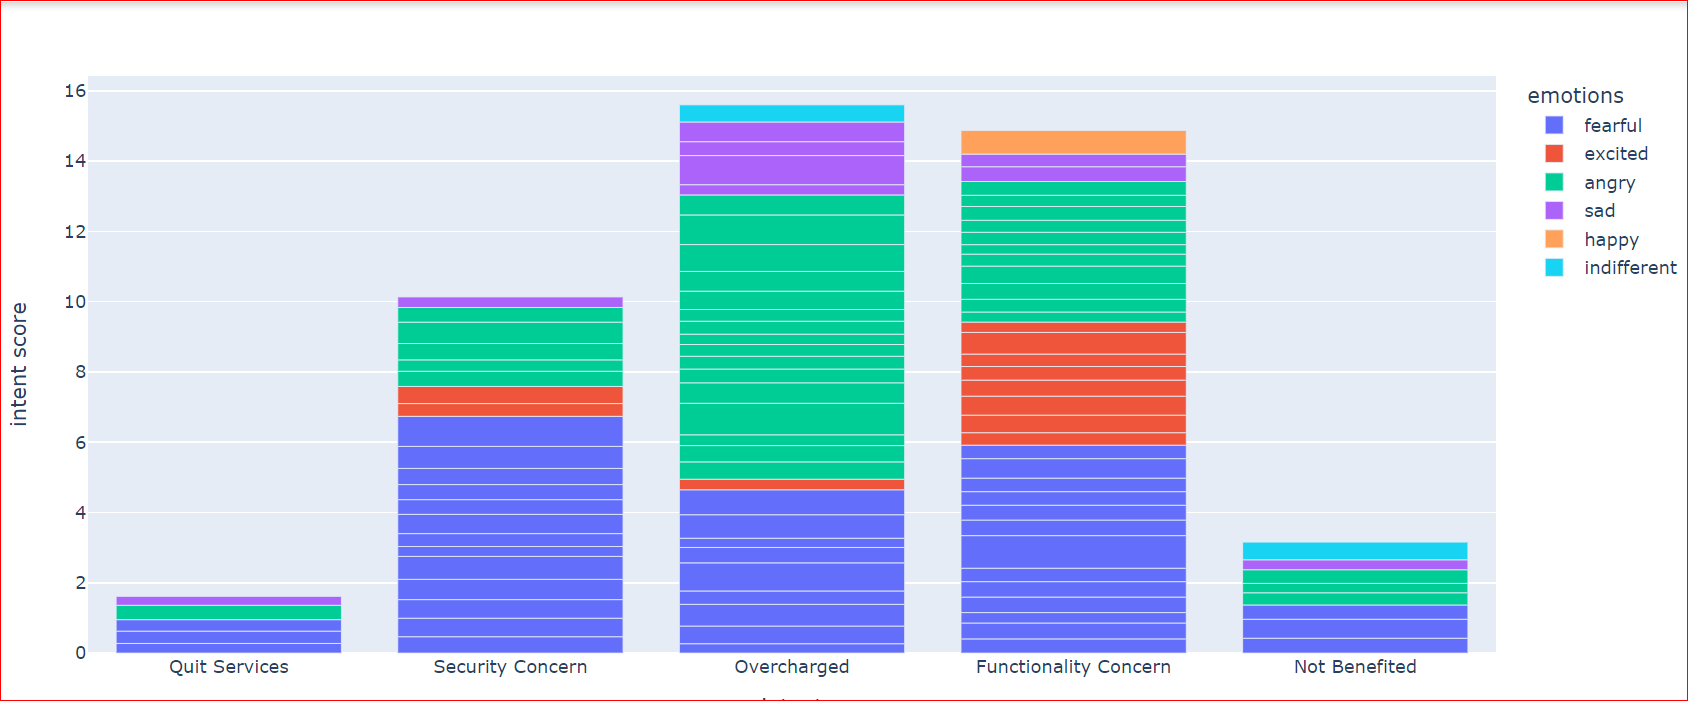 16
14
12
10
8
6
4
2
0
intent score
Quit Services
Security Concern
Overcharged
Functionality Concern
Not Benefited
emotions
fearful
excited
angry
sad
happy
indifferent